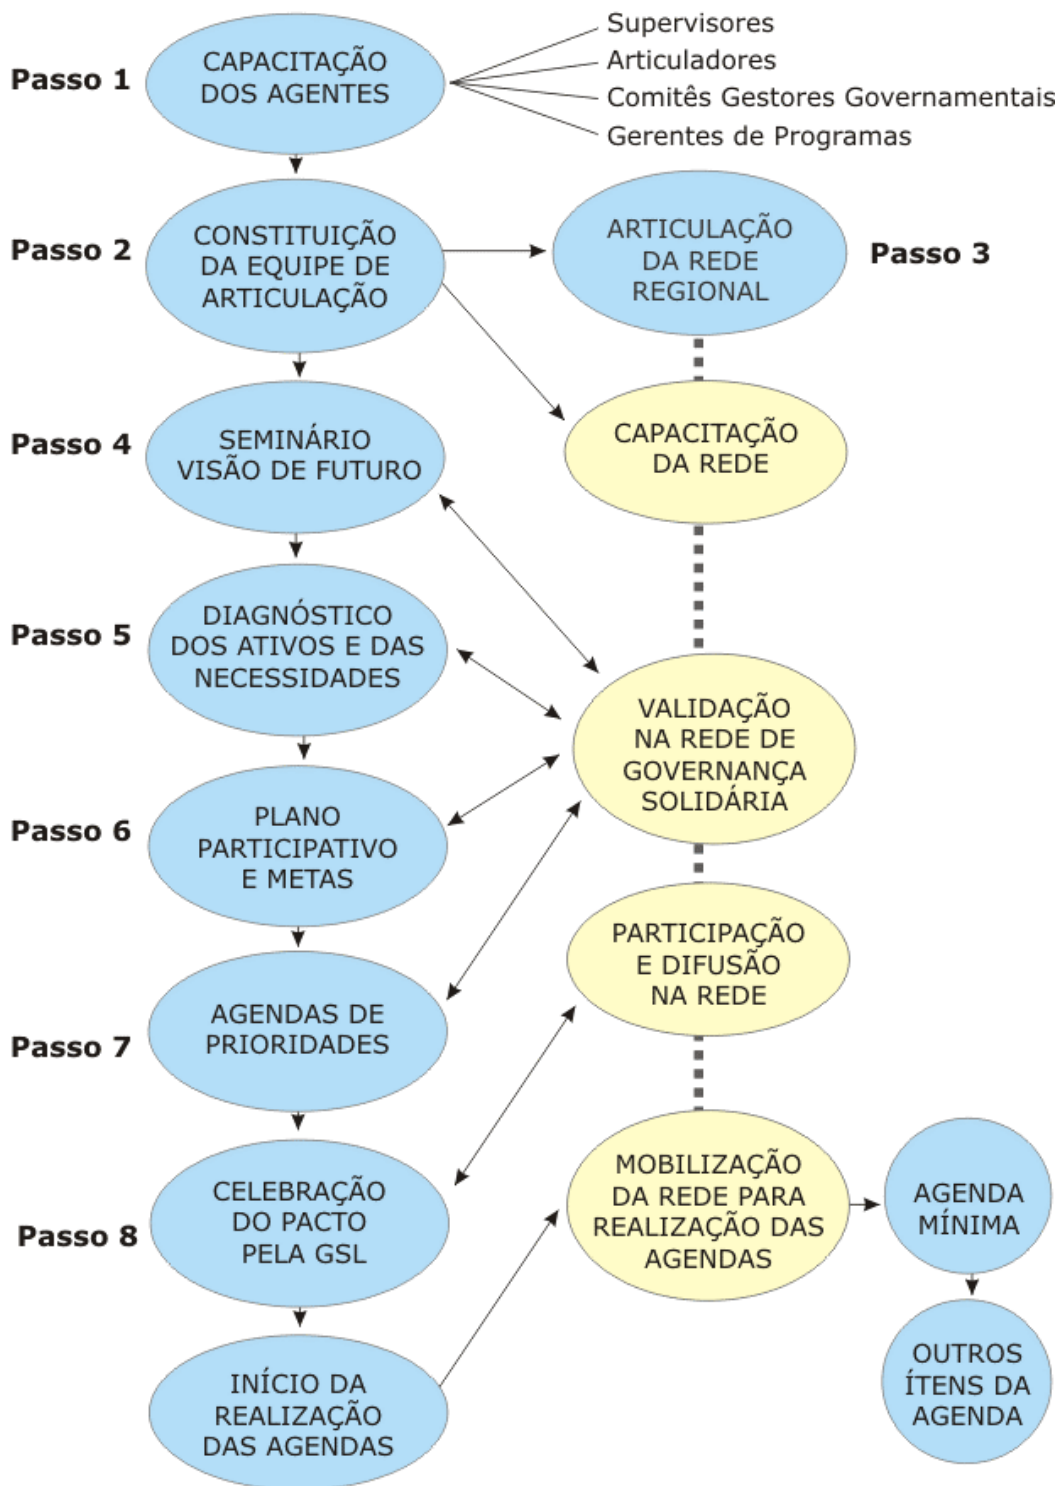 Passo 1
CAPACITAÇÃO
DOS AGENTES
Supervisores
Articuladores
Comitês Gestores Governamentais
Gerentes de Programas
Passo 2
CONSTITUIÇÃO
DA EQUIPE DE
ARTICULAÇÃO
ARTICULAÇÃO
DA REDE
REGIONAL
Passo 3
Passo 4
SEMINÁRIO
VISÃO DE FUTURO
CAPACITAÇÃO
DA REDE
Passo 5
DIAGNÓSTICO
DOS ATIVOS E DAS
NECESSIDADES
VALIDAÇÃO
NA REDE DE
GOVERNANÇA
SOLIDÁRIA
Passo 6
PLANO
PARTICIPATIVO
E METAS
PARTICIPAÇÃO
E DIFUSÃO
NA REDE
Passo 7
AGENDAS DE
PRIORIDADES
MOBILIZAÇÃO
DA REDE PARA
REALIZAÇÃO DAS
AGENDAS
AGENDA
MÍNIMA
Passo 8
CELEBRAÇÃO
DO PACTO
PELA GSL
OUTROS
ÍTENS DA
AGENDA
INÍCIO DA
REALIZAÇÃO
DAS AGENDAS